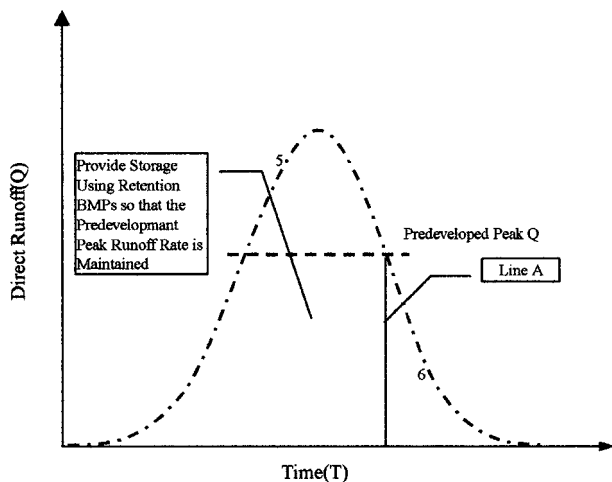 Direct Runoff(Q)
5
Provide Storage
Using Retention
BMPs so that the
Predevelopmant
Peak Runoff Rate is
Maintained
Predeveloped Peak Q
Line A
6
Time(T)